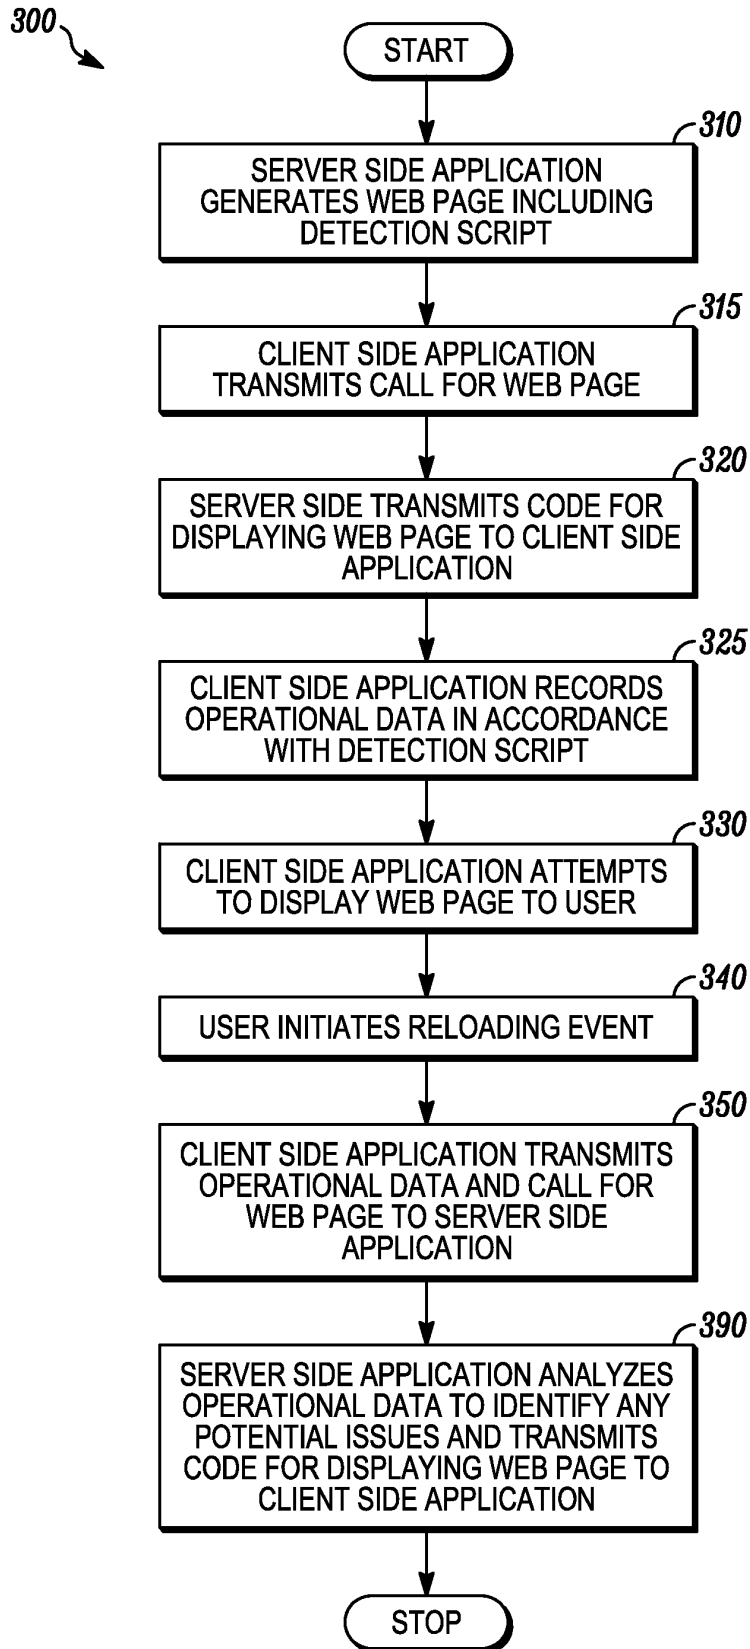 300
START
310
SERVER SIDE APPLICATION
GENERATES WEB PAGE INCLUDING
DETECTION SCRIPT
315
CLIENT SIDE APPLICATION
TRANSMITS CALL FOR WEB PAGE
320
SERVER SIDE TRANSMITS CODE FOR
DISPLAYING WEB PAGE TO CLIENT SIDE
APPLICATION
325
CLIENT SIDE APPLICATION RECORDS
OPERATIONAL DATA IN ACCORDANCE
WITH DETECTION SCRIPT
330
CLIENT SIDE APPLICATION ATTEMPTS
TO DISPLAY WEB PAGE TO USER
340
USER INITIATES RELOADING EVENT
350
CLIENT SIDE APPLICATION TRANSMITS
OPERATIONAL DATA AND CALL FOR
WEB PAGE TO SERVER SIDE
APPLICATION
390
SERVER SIDE APPLICATION ANALYZES
OPERATIONAL DATA TO IDENTIFY ANY
POTENTIAL ISSUES AND TRANSMITS
CODE FOR DISPLAYING WEB PAGE TO
CLIENT SIDE APPLICATION
STOP